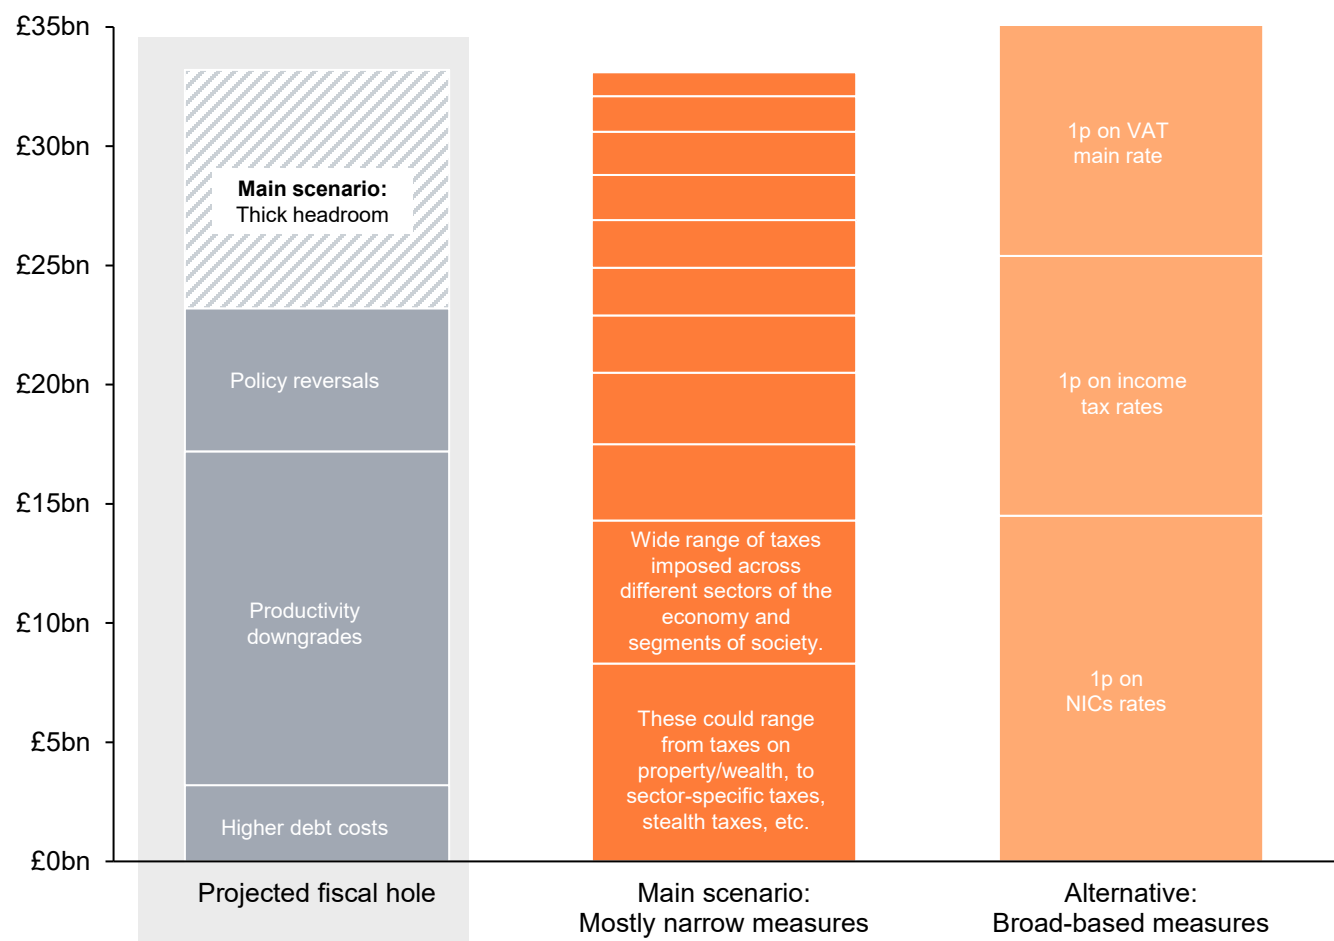 £35bn
£30bn
£25bn
£20bn
£15bn
£10bn
£5bn
£0bn
Main scenario:
Thick headroom
Policy reversals
Productivity
downgrades
Higher debt costs
Projected fiscal hole
Wide range of taxes
imposed across
different sectors of the
economy and
segments of society.
These could range
from taxes on
property/wealth, to
sector-specific taxes,
stealth taxes, etc.
Main scenario:
Mostly narrow measures
1p on VAT
main rate
1p on income
tax rates
1p on
NICs rates
Alternative:
Broad-based measures